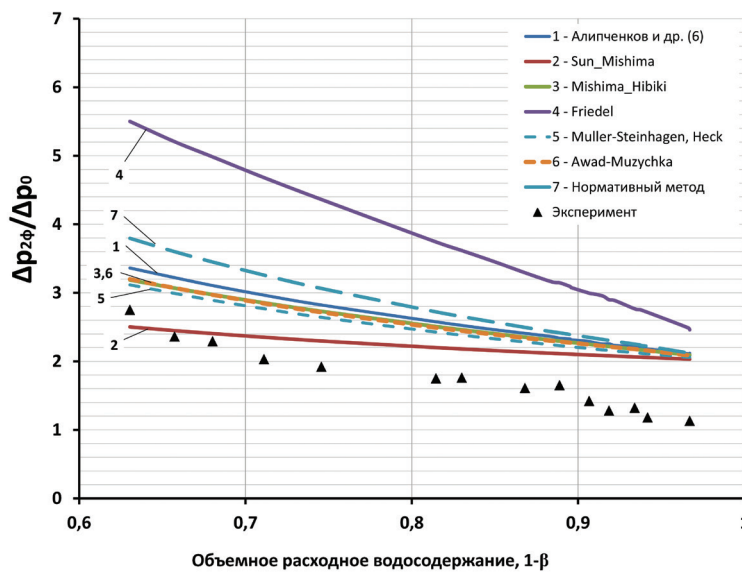 7
6
5
4
3
2
1
0
Δp2ф/Δp0
0,6
0,7
0,8
0,9
1
Объемное расходное водосодержание, 1-β
1 - Алипченков и др. (6)
2 - Sun_Mishima
3 - Mishima_Hibiki
4 - Friedel
5 - Muller-Steinhagen, Heck
6 - Awad-Muzychka
7 - Нормативный метод
Эксперимент
4
7
1
3,6
5
2